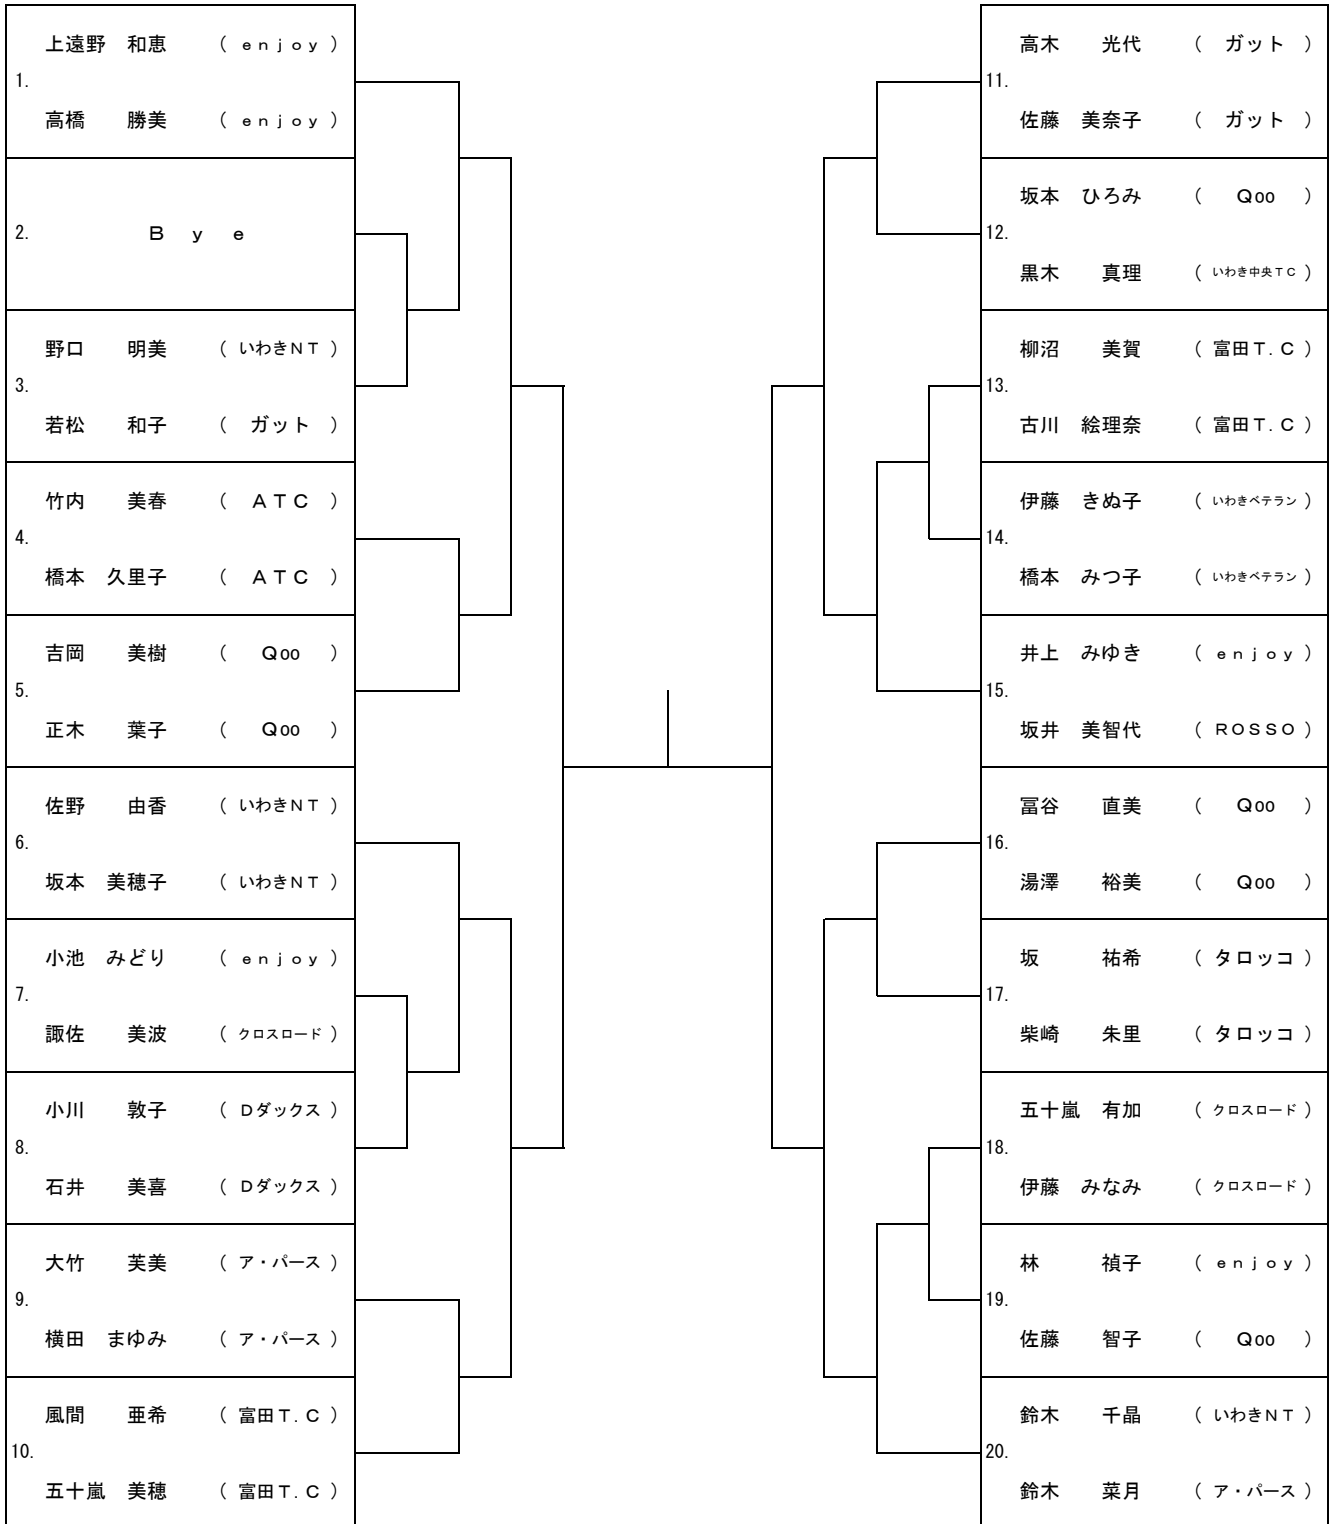 上遠野 和恵 ( enjoy )
1.
高橋 勝美 ( enjoy )
2. Bye
野口 明美 ( いわきNT )
3.
若松 和子 ( ガット )
竹内 美春 ( ATC )
4.
橋本 久里子 ( ATC )
吉岡 美樹 ( Qoo )
5.
正木 葉子 ( Qoo )
佐野 由香 ( いわきNT )
6.
坂本 美穂子 ( いわきNT )
小池 みどり ( enjoy )
7.
諏佐 美波 ( クロスロード )
小川 敦子 ( Dダックス )
8.
石井 美喜 ( Dダックス )
大竹 芙美 ( ア・パース )
9.
横田 まゆみ ( ア・パース )
風間 亜希 ( 富田T.C )
10.
五十嵐 美穂 ( 富田T.C )
高木 光代 ( ガット )
11.
佐藤 美奈子 ( ガット )
坂本 ひろみ ( Qoo )
12.
黒木 真理 ( いわき中央TC )
柳沼 美賀 ( 富田T.C )
13.
古川 絵理奈 ( 富田T.C )
伊藤 きぬ子 ( いわきベテラン )
14.
橋本 みつ子 ( いわきベテラン )
井上 みゆき ( enjoy )
15.
坂井 美智代 ( ROSSO )
冨谷 直美 ( Qoo )
16.
湯澤 裕美 ( Qoo )
坂 祐希 ( タロッコ )
17.
柴崎 朱里 ( タロッコ )
五十嵐 有加 ( クロスロード )
18.
伊藤 みなみ ( クロスロード )
林 禎子 ( enjoy )
19.
佐藤 智子 ( Qoo )
鈴木 千晶 ( いわきNT )
20.
鈴木 菜月 ( ア・パース )